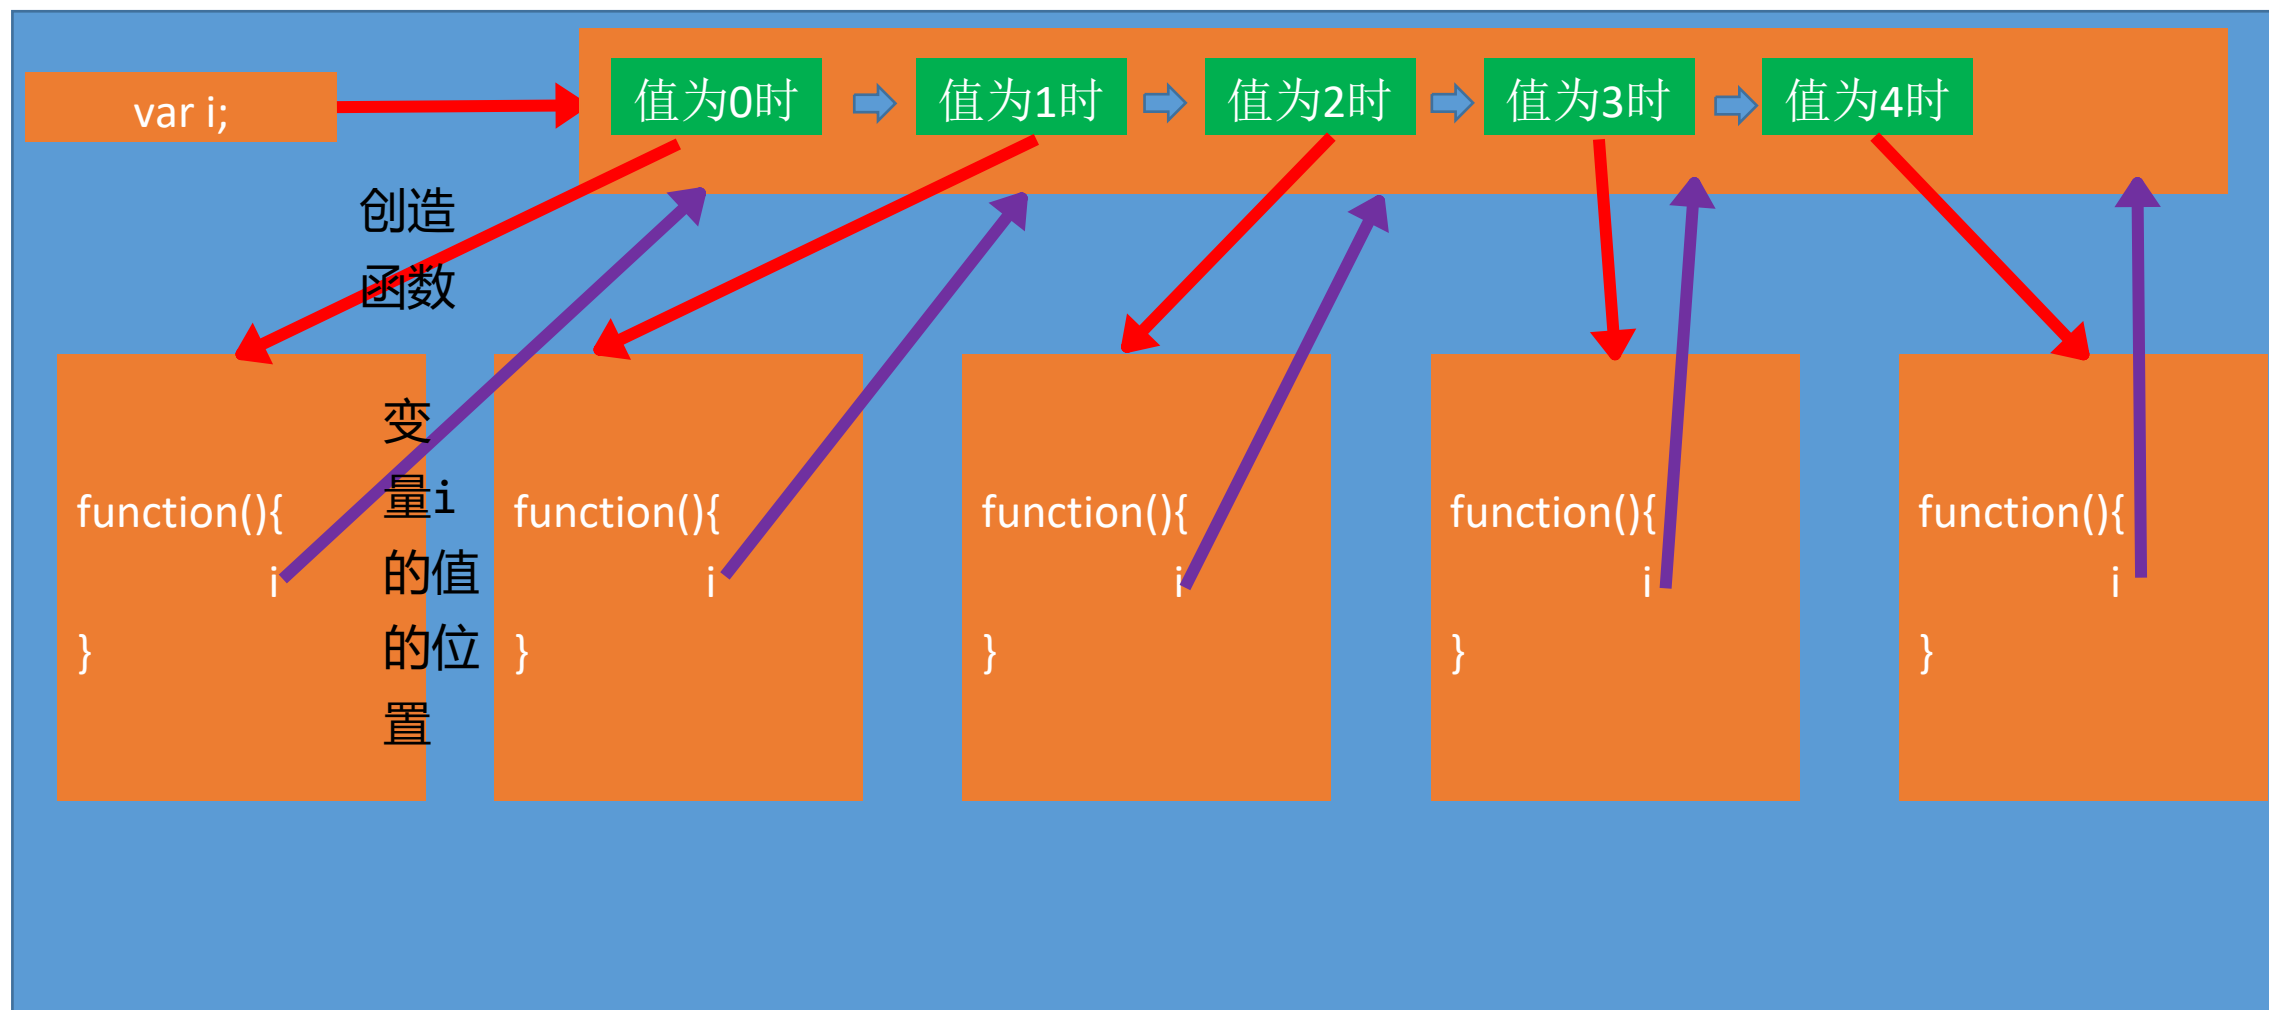 var i;
值为0时
值为1时
值为2时
值为3时
值为4时
创造
函数
变
量i
的值
的位
置
function(){
i
}
function(){
i
}
function(){
i
}
function(){
i
}
function(){
i
}